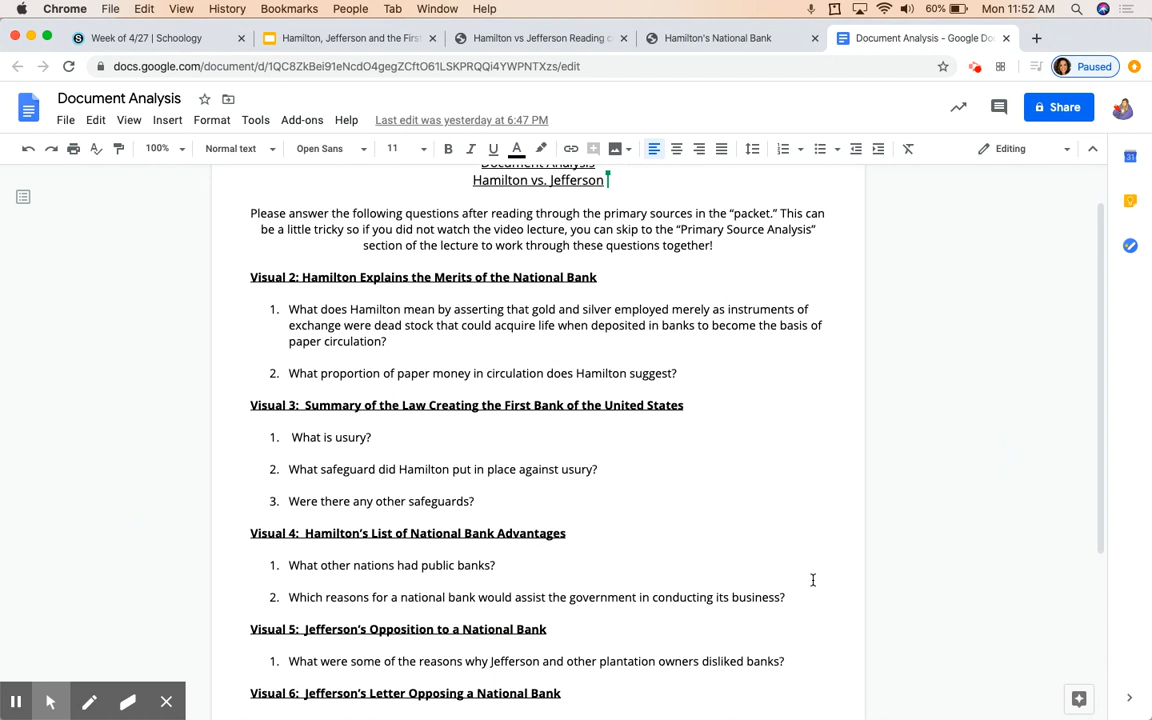 Chrome File Edit View History Bookmarks People Tab Window Help 60% Mon 11:52 AM
Week of 4/27 | Schoology Hamilton, Jefferson and the Firs Hamilton vs Jefferson Reading c Hamilton's National Bank Document Analysis - Google Do
docs.google.com/document/d/1QC8ZkBei91eNcdO4gegZCftO61LSKPRQQi4YWPNTXzs/edit Paused
Document Analysis
File Edit View Insert Format Tools Add-ons Help Last edit was yesterday at 6:47 PM Share
100% Normal text Open Sans 11 B I U A Editing
Document Analysis
Hamilton vs. Jefferson
Please answer the following questions after reading through the primary sources in the “packet.” This can
be a little tricky so if you did not watch the video lecture, you can skip to the “Primary Source Analysis”
section of the lecture to work through these questions together!
Visual 2: Hamilton Explains the Merits of the National Bank
1. What does Hamilton mean by asserting that gold and silver employed merely as instruments of
exchange were dead stock that could acquire life when deposited in banks to become the basis of
paper circulation?
2. What proportion of paper money in circulation does Hamilton suggest?
Visual 3: Summary of the Law Creating the First Bank of the United States
1. What is usury?
2. What safeguard did Hamilton put in place against usury?
3. Were there any other safeguards?
Visual 4: Hamilton’s List of National Bank Advantages
1. What other nations had public banks?
2. Which reasons for a national bank would assist the government in conducting its business?
Visual 5: Jefferson’s Opposition to a National Bank
1. What were some of the reasons why Jefferson and other plantation owners disliked banks?
Visual 6: Jefferson’s Letter Opposing a National Bank